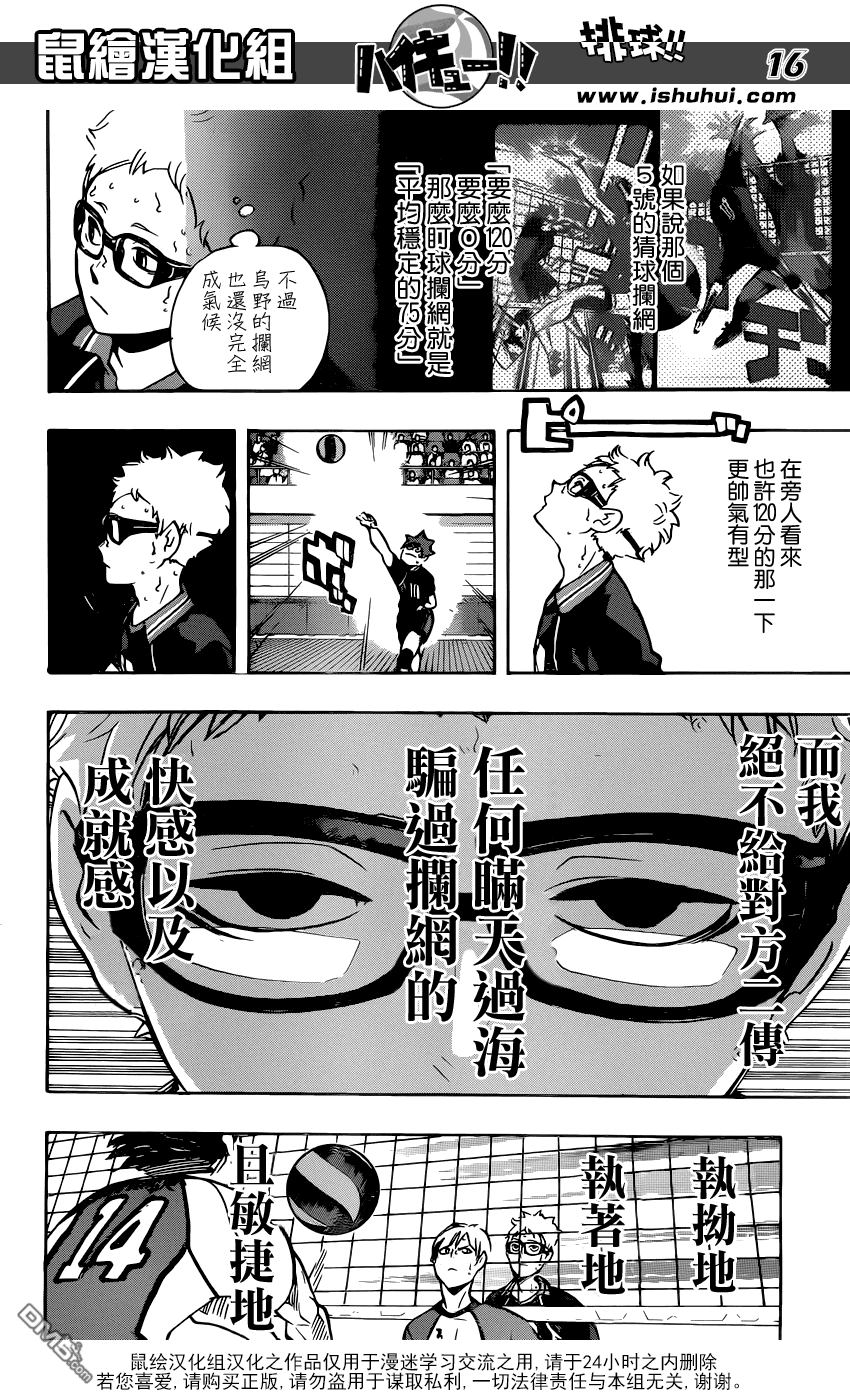 鼠繪漢化組
ハイキュー!!
排球!!
16
www.ishuhui.com
如果說那個
5號的猜球攔網
「要麼120分
要麼0分」
那麼盯球攔網就是
「平均穩定的75分」
不過
烏野的攔網
也還沒完全
成氣候
在旁人看來
也許120分的那一下
更帥氣有型
ピーッ
10
而我
絕不給對方二傳
任何瞞天過海
騙過攔網的
快感以及
成就感
執拗地
執著地
且敏捷地
14
鼠绘汉化组汉化之作品仅用于漫迷学习交流之用,请于24小时之内删除
若您喜爱,请购买正版,请勿用于谋取私利,一切法律责任与本组无关,谢谢。